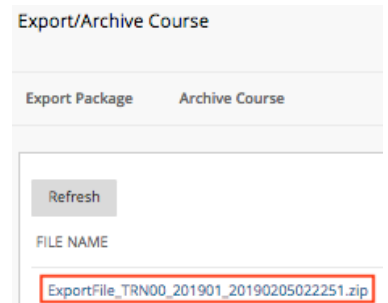 Export/Archive Course
Export Package Archive Course
Refresh
FILE NAME
ExportFile_TRN00_201901_20190205022251.zip